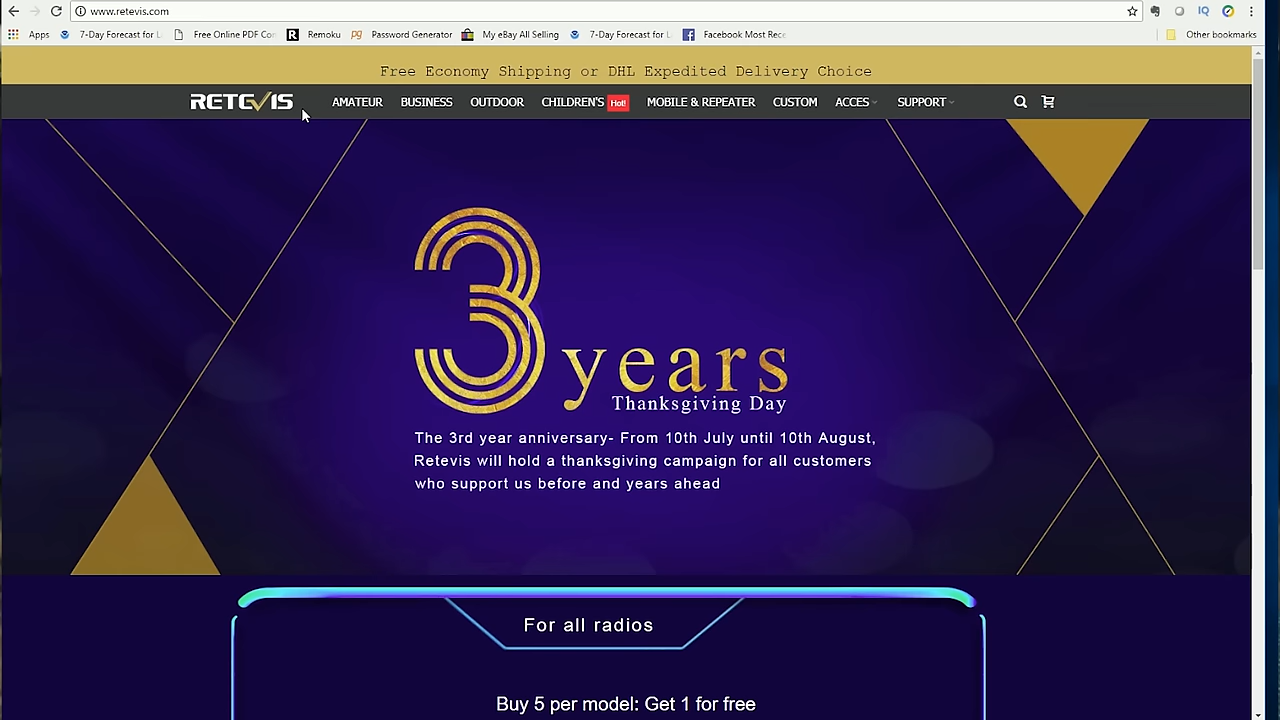 www.retevis.com
Apps 7-Day Forecast for L Free Online PDF Con Remoku pg Password Generator My eBay All Selling 7-Day Forecast for L Facebook Most Rece Other bookmarks
Free Economy Shipping or DHL Expedited Delivery Choice
RETEVIS AMATEUR BUSINESS OUTDOOR CHILDREN'S Hot! MOBILE & REPEATER CUSTOM ACCES SUPPORT
3 years
Thanksgiving Day
The 3rd year anniversary- From 10th July until 10th August,
Retevis will hold a thanksgiving campaign for all customers
who support us before and years ahead
For all radios
Buy 5 per model: Get 1 for free